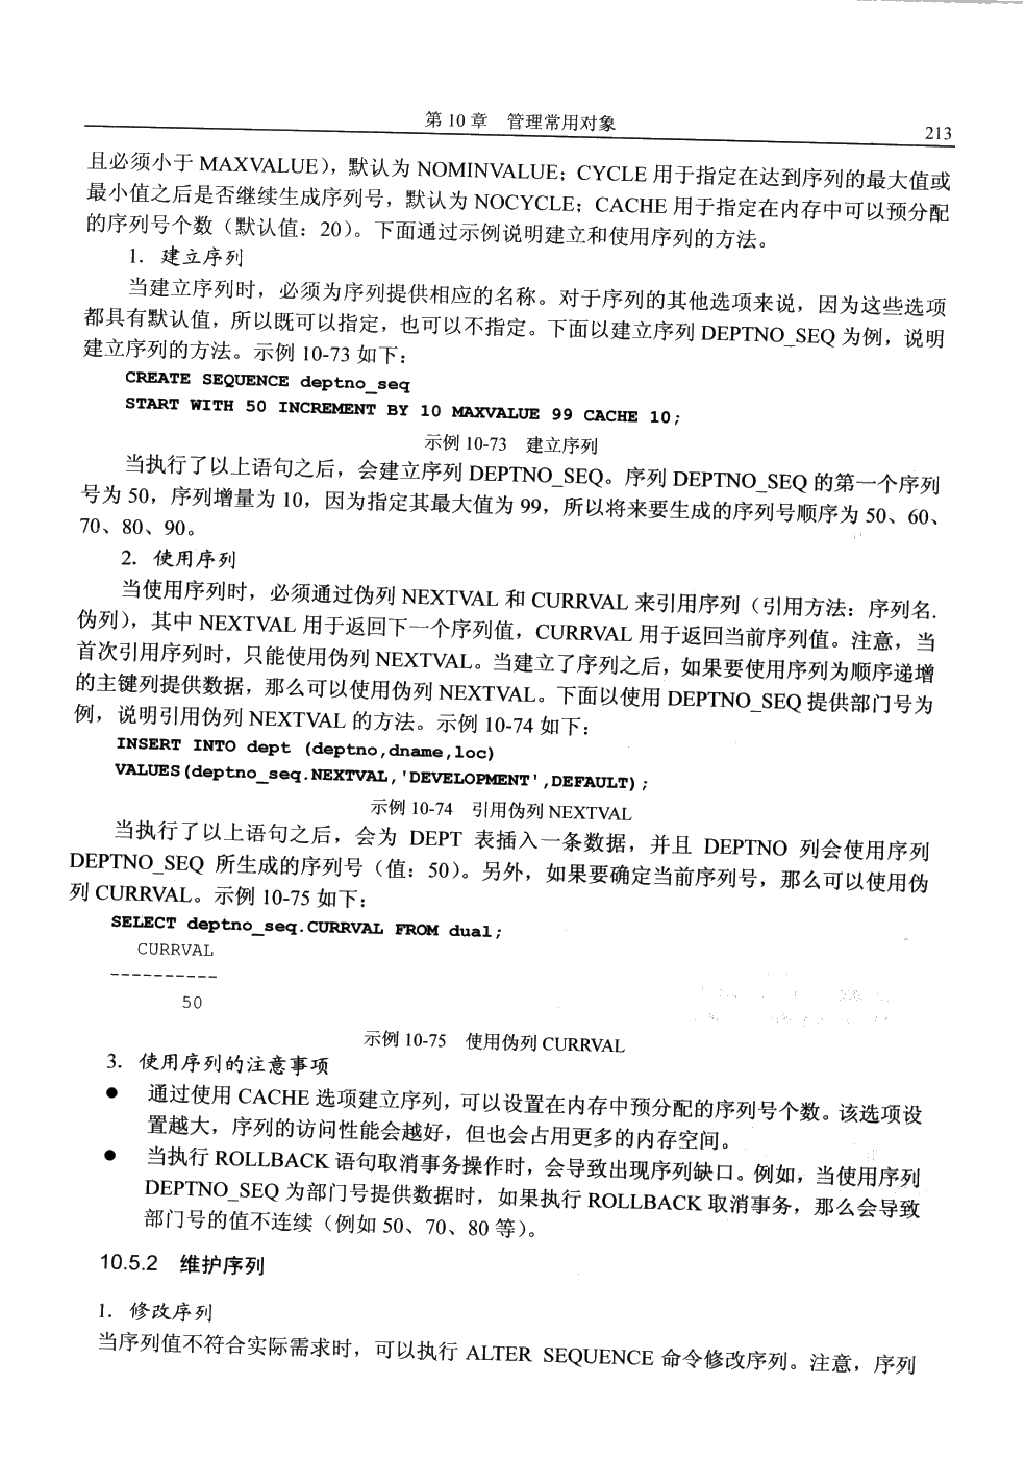 第 10 章　管理常用对象
213
且必须小于 MAXVALUE），默认为 NOMINVALUE；CYCLE 用于指定在达到序列的最大值或
最小值之后是否继续生成序列号，默认为 NOCYCLE；CACHE 用于指定在内存中可以预分配
的序列号个数（默认值：20）。下面通过示例说明建立和使用序列的方法。
1．建立序列
当建立序列时，必须为序列提供相应的名称。对于序列的其他选项来说，因为这些选项
都具有默认值，所以既可以指定，也可以不指定。下面以建立序列 DEPTNO_SEQ 为例，说明
建立序列的方法。示例 10-73 如下：
CREATE SEQUENCE deptno_seq
START WITH 50 INCREMENT BY 10 MAXVALUE 99 CACHE 10;
示例 10-73　建立序列
当执行了以上语句之后，会建立序列 DEPTNO_SEQ。序列 DEPTNO_SEQ 的第一个序列
号为 50，序列增量为 10，因为指定其最大值为 99，所以将来要生成的序列号顺序为 50、60、
70、80、90。
2．使用序列
当使用序列时，必须通过伪列 NEXTVAL 和 CURRVAL 来引用序列（引用方法：序列名.
伪列），其中 NEXTVAL 用于返回下一个序列值，CURRVAL 用于返回当前序列值。注意，当
首次引用序列时，只能使用伪列 NEXTVAL。当建立了序列之后，如果要使用序列为顺序递增
的主键列提供数据，那么可以使用伪列 NEXTVAL。下面以使用 DEPTNO_SEQ 提供部门号为
例，说明引用伪列 NEXTVAL 的方法。示例 10-74 如下：
INSERT INTO dept (deptno,dname,loc)
VALUES(deptno_seq.NEXTVAL,'DEVELOPMENT',DEFAULT);
示例 10-74　引用伪列 NEXTVAL
当执行了以上语句之后，会为 DEPT 表插入一条数据，并且 DEPTNO 列会使用序列
DEPTNO_SEQ 所生成的序列号（值：50）。另外，如果要确定当前序列号，那么可以使用伪
列 CURRVAL。示例 10-75 如下：
SELECT deptno_seq.CURRVAL FROM dual;
CURRVAL
----------
50
示例 10-75　使用伪列 CURRVAL
3．使用序列的注意事项
● 通过使用 CACHE 选项建立序列，可以设置在内存中预分配的序列号个数。该选项设
置越大，序列的访问性能会越好，但也会占用更多的内存空间。
● 当执行 ROLLBACK 语句取消事务操作时，会导致出现序列缺口。例如，当使用序列
DEPTNO_SEQ 为部门号提供数据时，如果执行 ROLLBACK 取消事务，那么会导致
部门号的值不连续（例如 50、70、80 等）。
10.5.2　维护序列
1．修改序列
当序列值不符合实际需求时，可以执行 ALTER SEQUENCE 命令修改序列。注意，序列